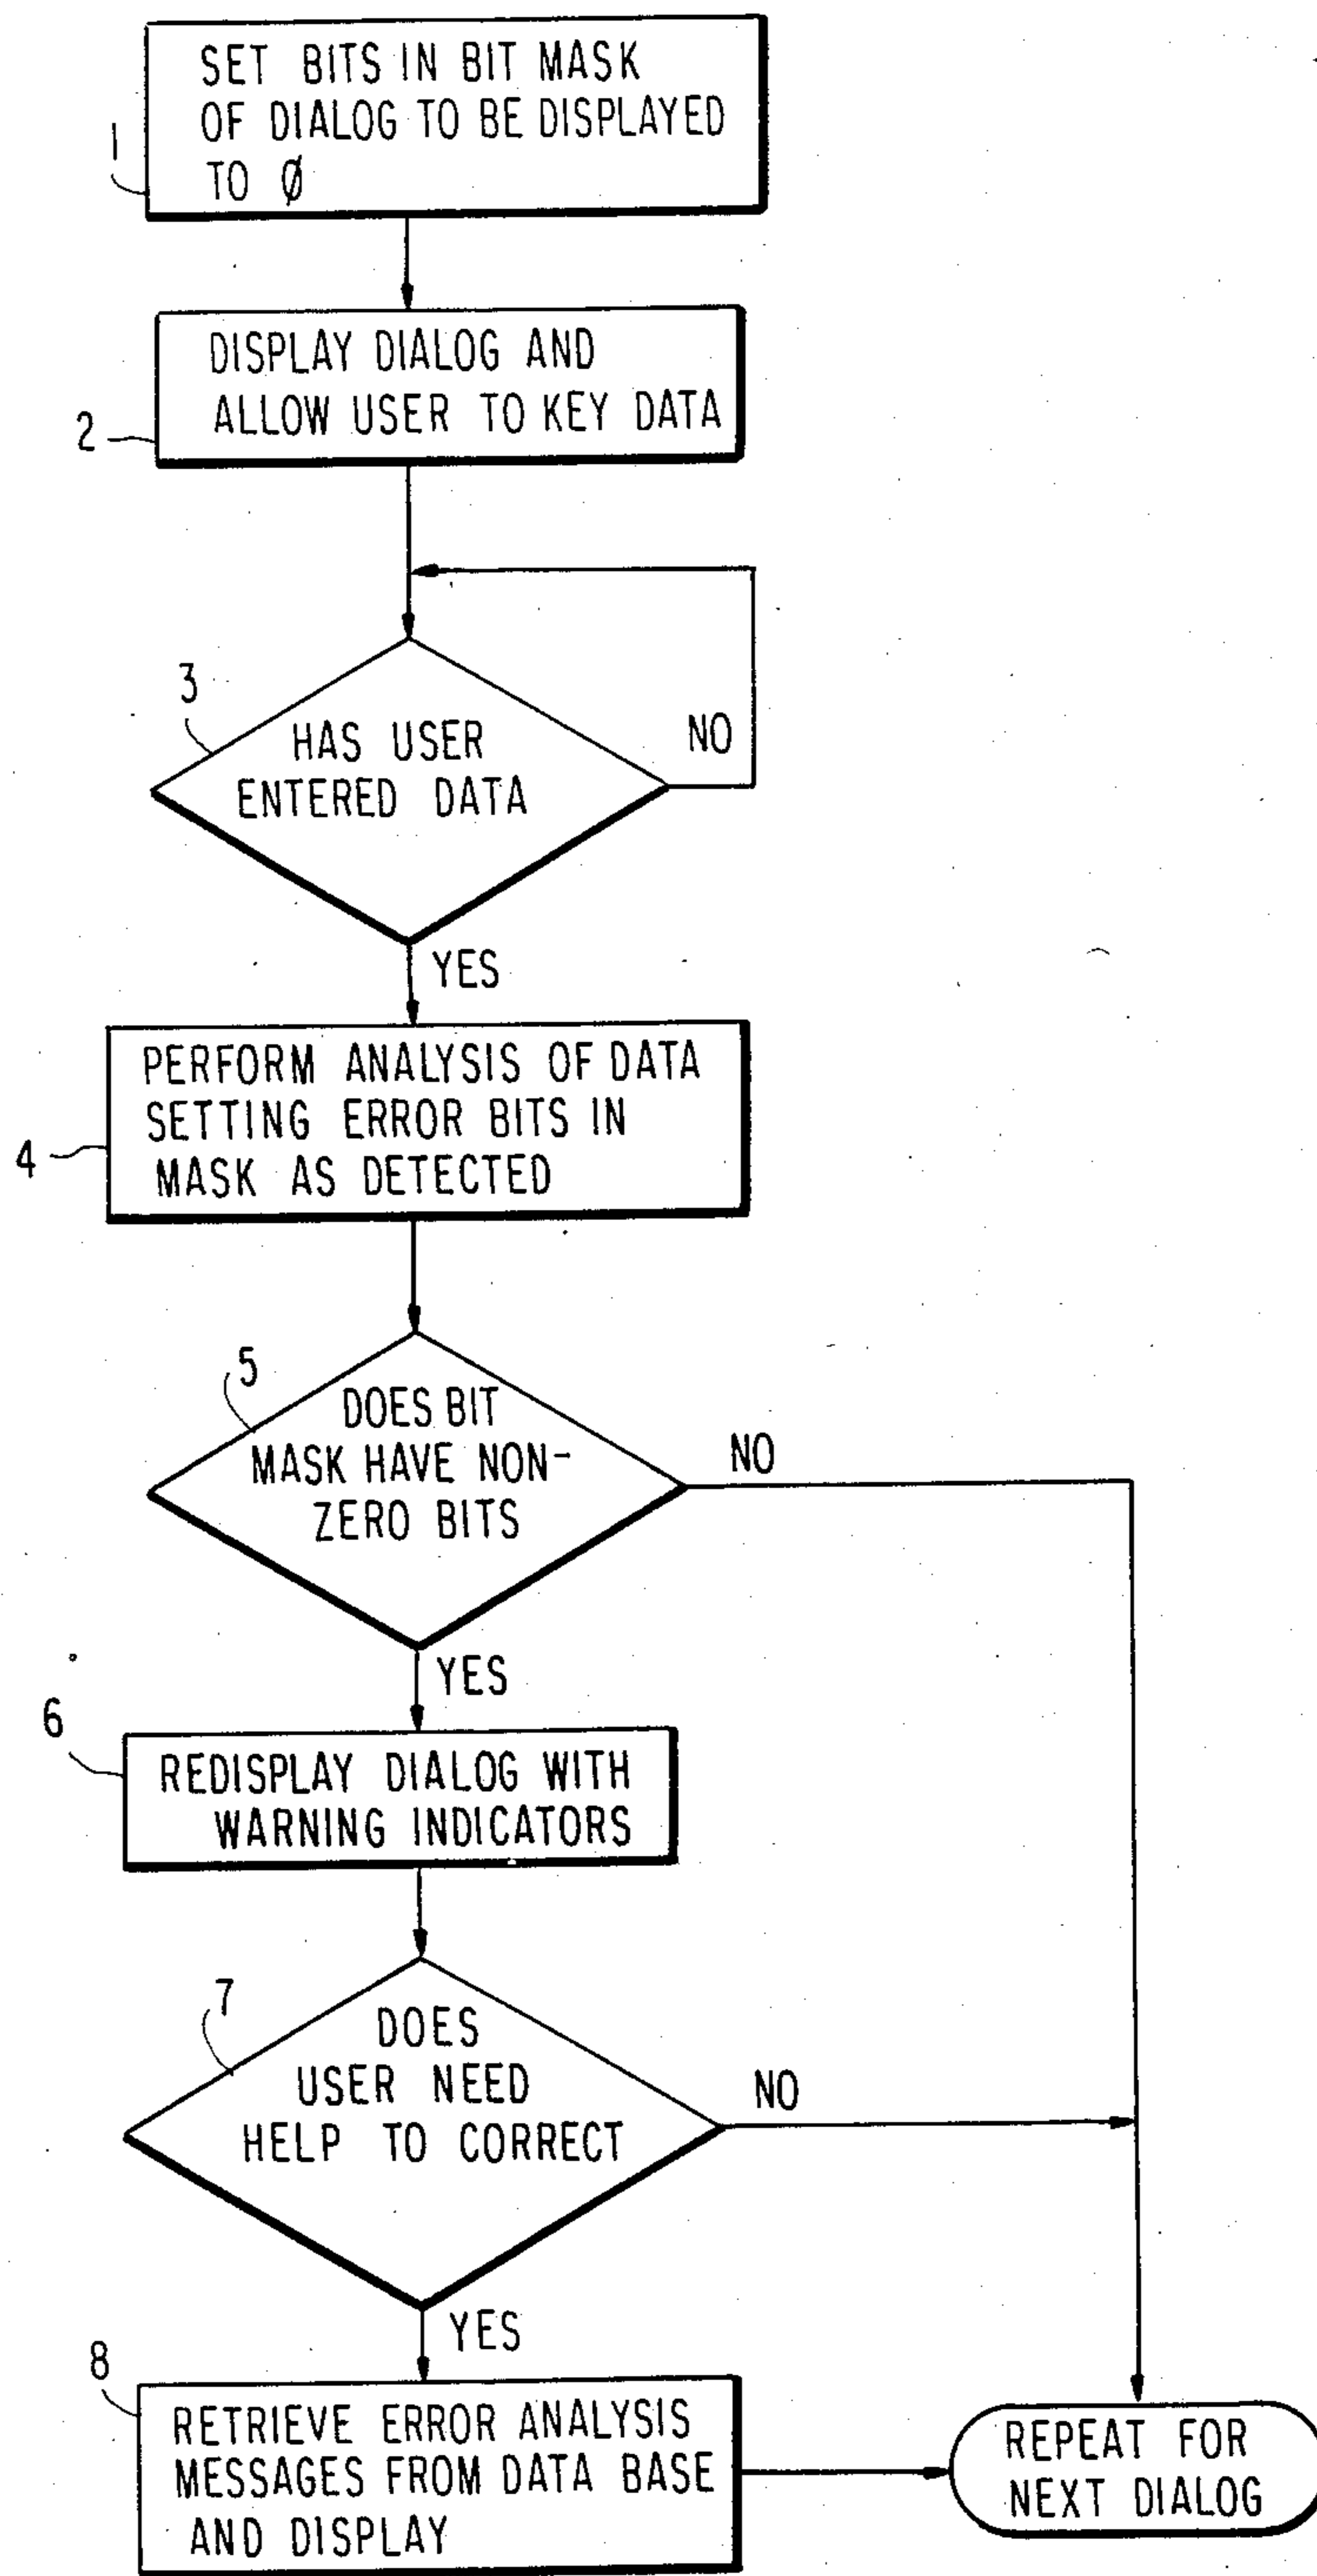 SET BITS IN BIT MASK
OF DIALOG TO BE DISPLAYED
TO Ø
1
DISPLAY DIALOG AND
ALLOW USER TO KEY DATA
2
3
HAS USER
ENTERED DATA
NO
YES
PERFORM ANALYSIS OF DATA
SETTING ERROR BITS IN
MASK AS DETECTED
4
5
DOES BIT
MASK HAVE NON-
ZERO BITS
NO
YES
6
REDISPLAY DIALOG WITH
WARNING INDICATORS
7
DOES
USER NEED
HELP TO CORRECT
NO
YES
8
RETRIEVE ERROR ANALYSIS
MESSAGES FROM DATA BASE
AND DISPLAY
REPEAT FOR
NEXT DIALOG